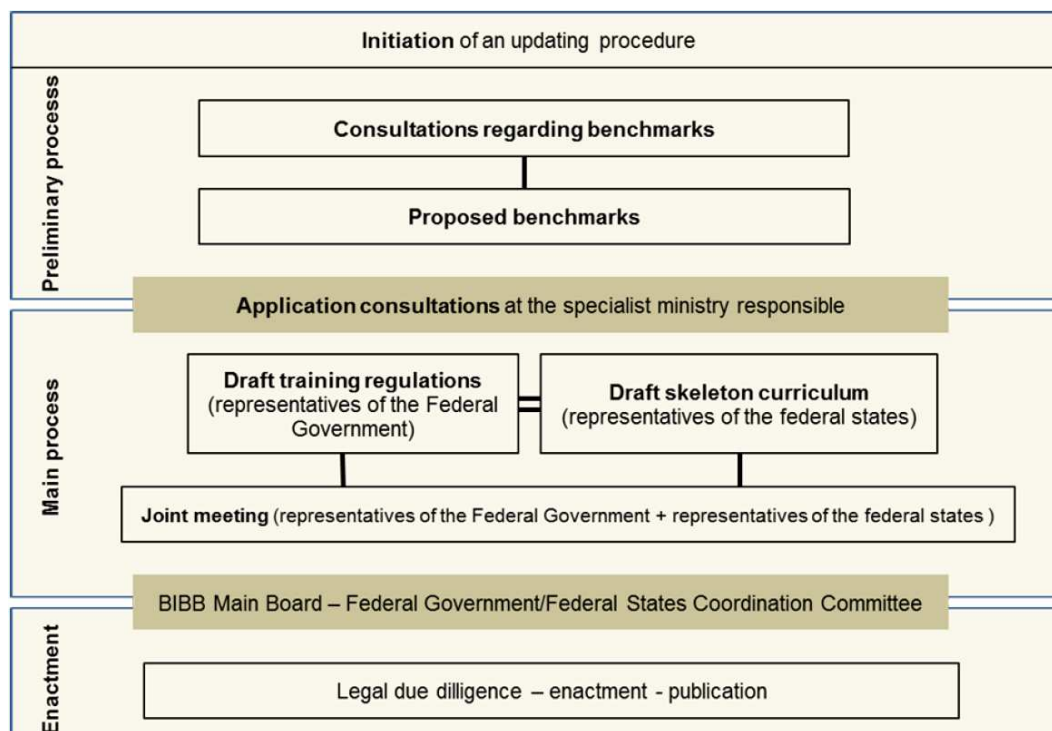 Initiation of an updating procedure
Preliminary processs
Consultations regarding benchmarks
Proposed benchmarks
Application consultations at the specialist ministry responsible
Main process
Draft training regulations
(representatives of the Federal
Government)
Draft skeleton curriculum
(representatives of the federal states)
Joint meeting (representatives of the Federal Government + representatives of the federal states )
BIBB Main Board – Federal Government/Federal States Coordination Committee
Enactment
Legal due dilligence – enactment - publication